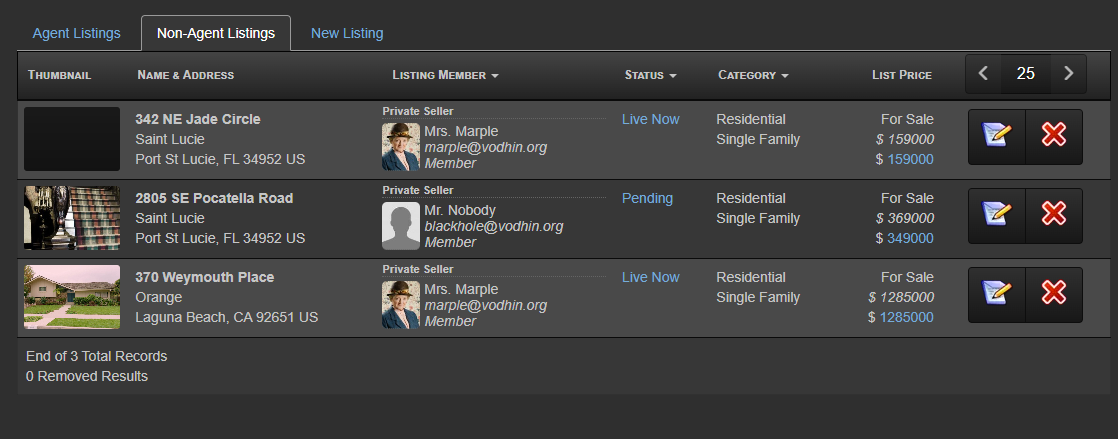 Agent Listings
Non-Agent Listings
New Listing
Thumbnail
Name & Address
Listing Member
Status
Category
List Price
25
342 NE Jade Circle
Saint Lucie
Port St Lucie, FL 34952 US
Private Seller
Mrs. Marple
marple@vodhin.org
Member
Live Now
Residential
Single Family
For Sale
$ 159000
$ 159000
2805 SE Pocatella Road
Saint Lucie
Port St Lucie, FL 34952 US
Private Seller
Mr. Nobody
blackhole@vodhin.org
Member
Pending
Residential
Single Family
For Sale
$ 369000
$ 349000
370 Weymouth Place
Orange
Laguna Beach, CA 92651 US
Private Seller
Mrs. Marple
marple@vodhin.org
Member
Live Now
Residential
Single Family
For Sale
$ 1285000
$ 1285000
End of 3 Total Records
0 Removed Results